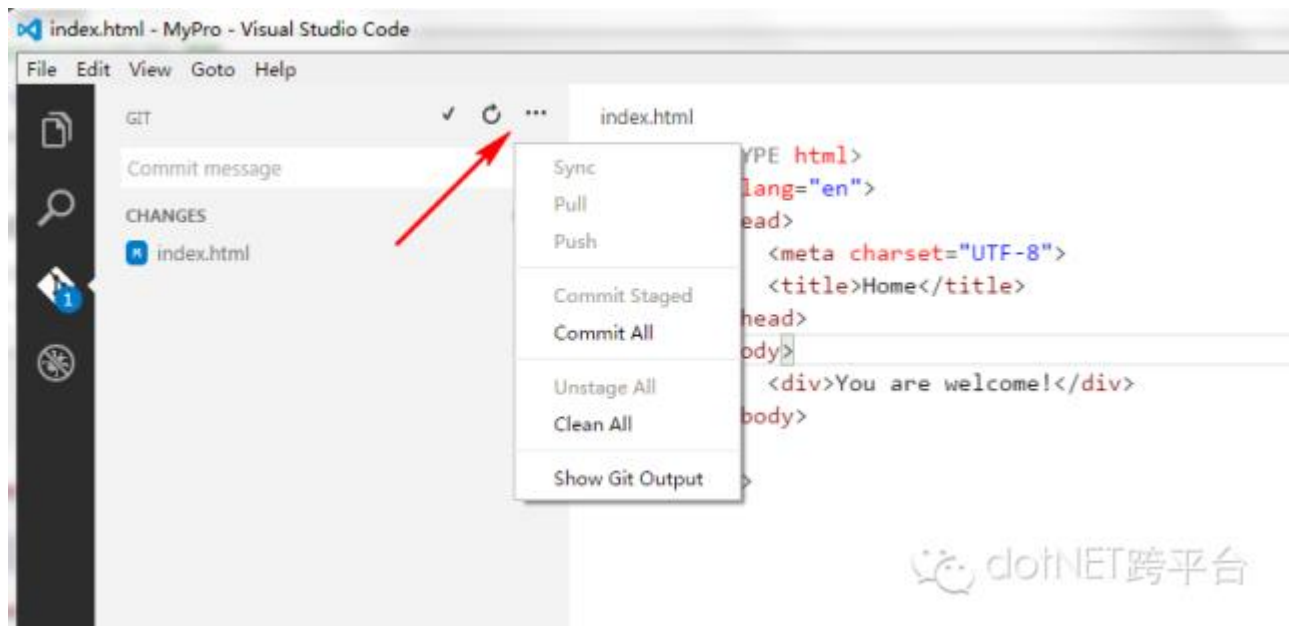 index.html - MyPro - Visual Studio Code
File Edit View Goto Help
GIT
Commit message
CHANGES
M index.html
1
Sync
Pull
Push
Commit Staged
Commit All
Unstage All
Clean All
Show Git Output
index.html
YPE html>
lang="en">
ead>
<meta charset="UTF-8">
<title>Home</title>
head>
ody>
<div>You are welcome!</div>
body>
>
dotNET跨平台